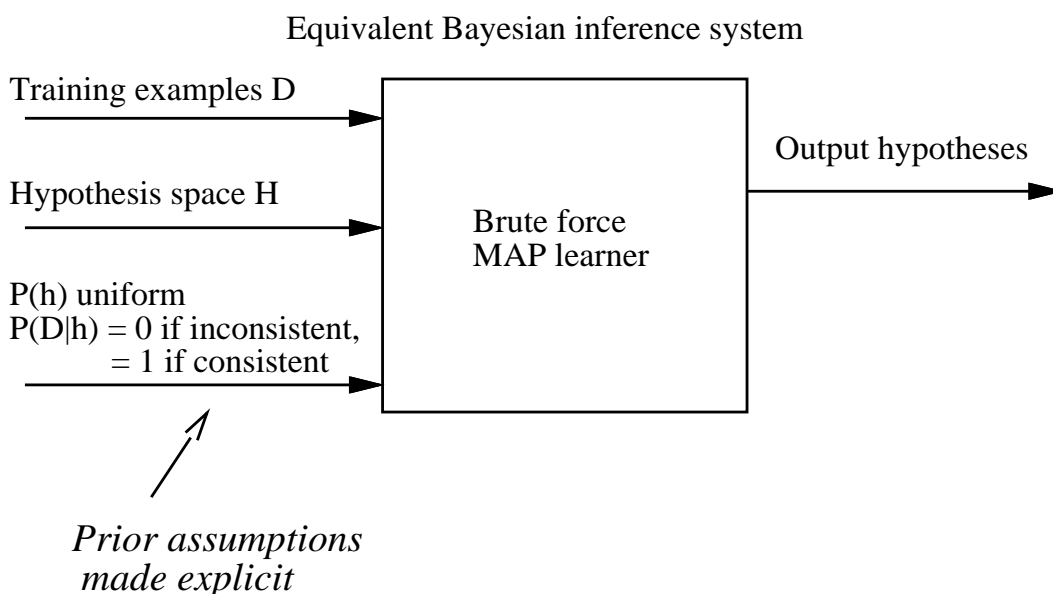 Equivalent Bayesian inference system
Training examples D
Hypothesis space H
P(h) uniform
P(D|h) = 0 if inconsistent,
= 1 if consistent
Brute force
MAP learner
Output hypotheses
Prior assumptions
made explicit